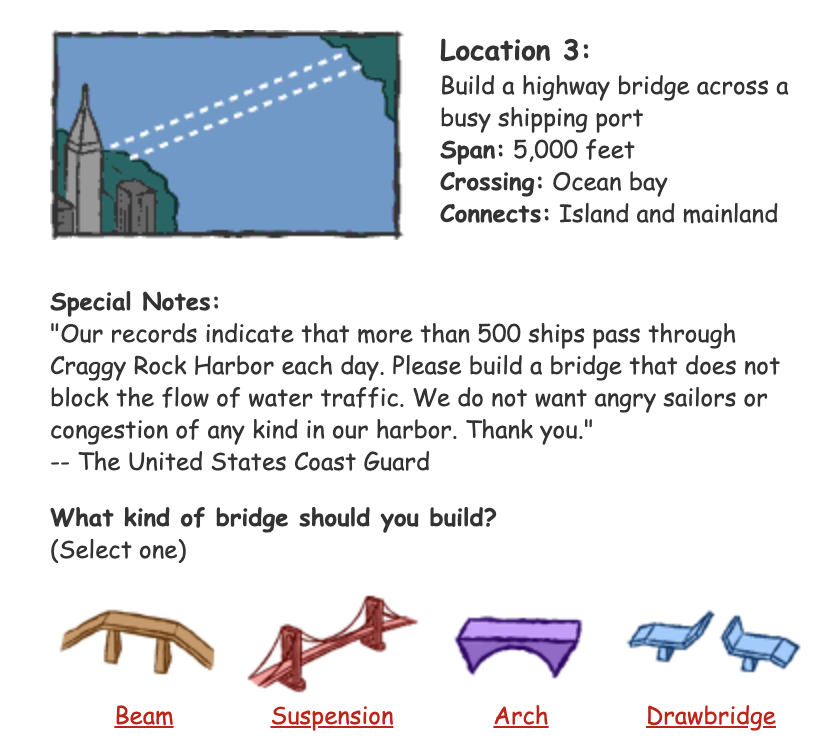 Location 3:
Build a highway bridge across a
busy shipping port
Span: 5,000 feet
Crossing: Ocean bay
Connects: Island and mainland
Special Notes:
"Our records indicate that more than 500 ships pass through
Craggy Rock Harbor each day. Please build a bridge that does not
block the flow of water traffic. We do not want angry sailors or
congestion of any kind in our harbor. Thank you."
-- The United States Coast Guard
What kind of bridge should you build?
(Select one)
Beam
Suspension
Arch
Drawbridge